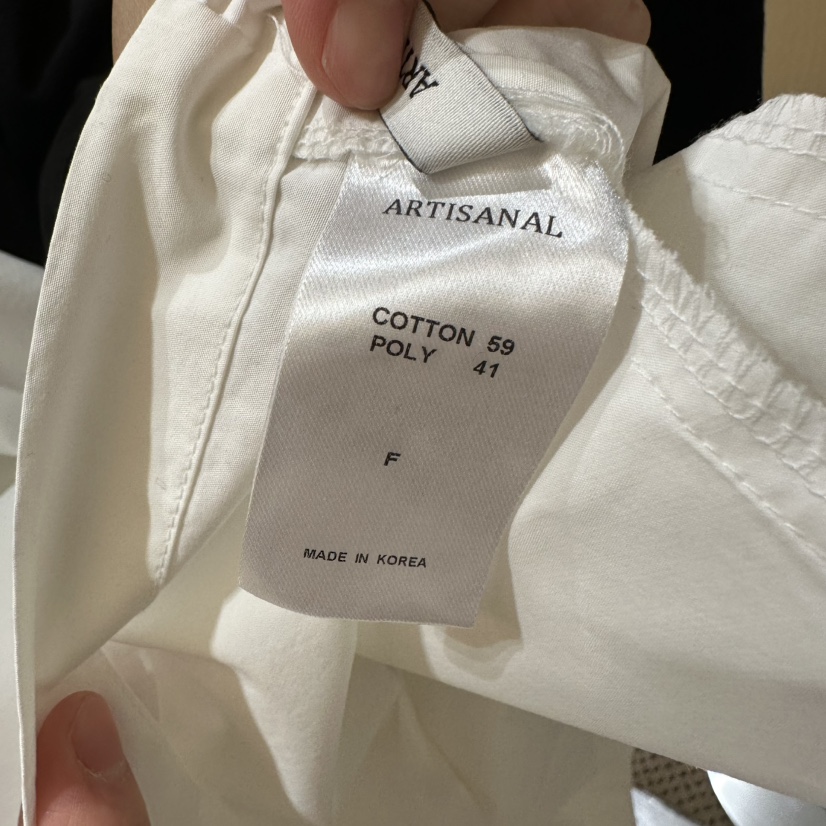 ARTISANAL
COTTON 59
POLY 41
F
MADE IN KOREA